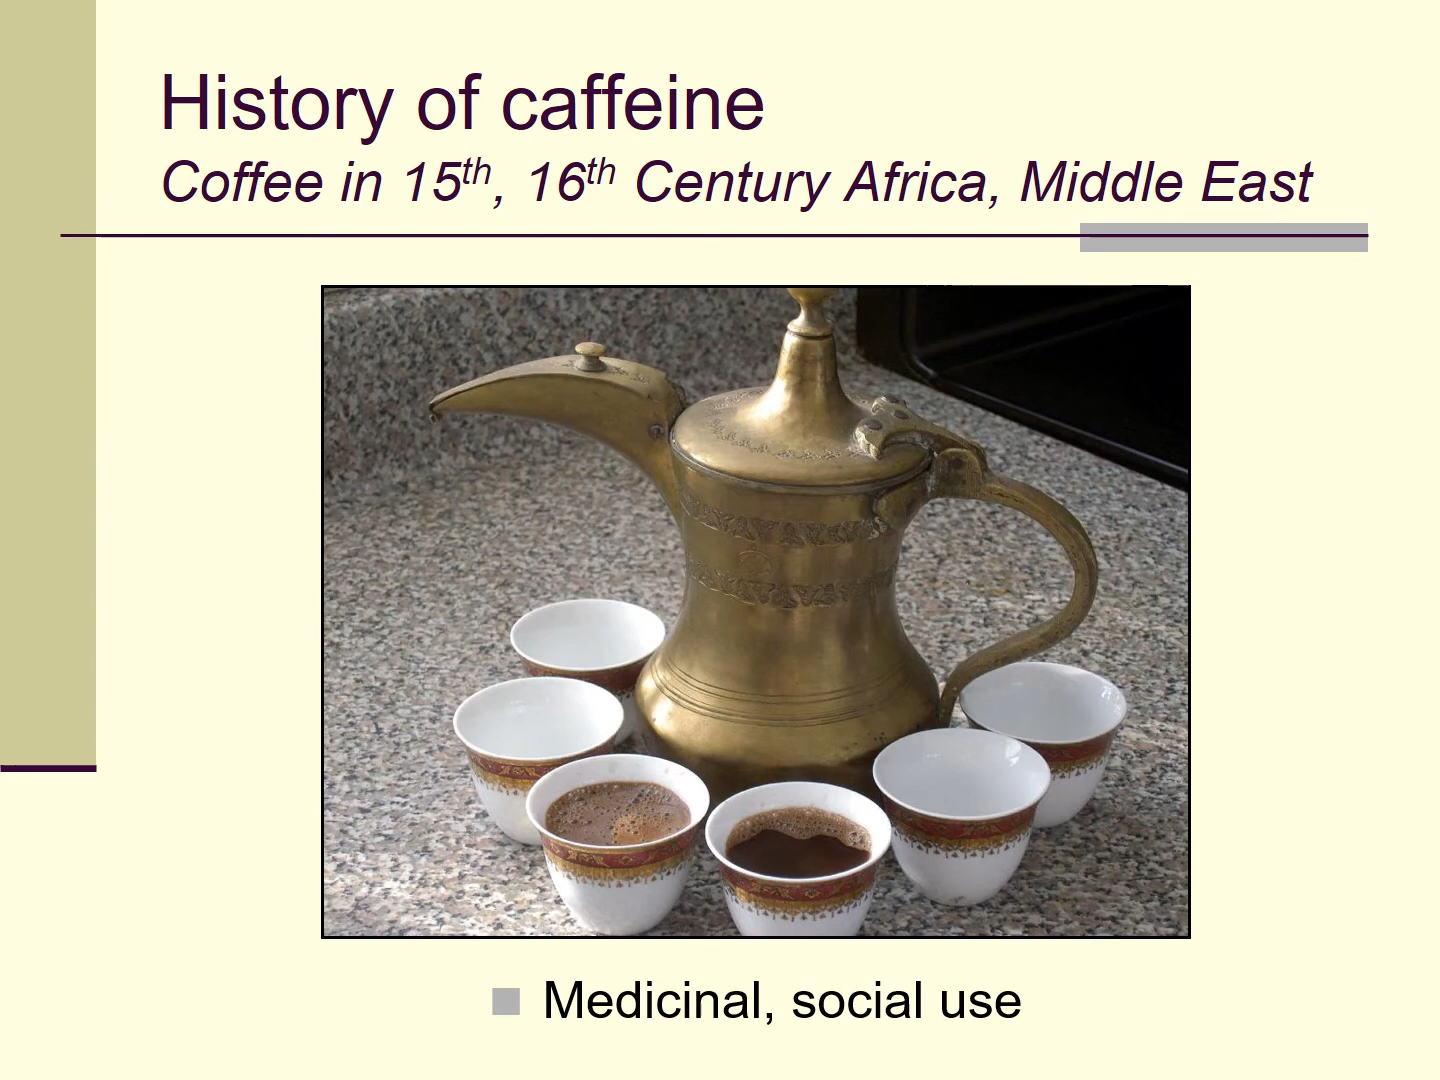 History of caffeine
Coffee in 15th, 16th Century Africa, Middle East
Medicinal, social use